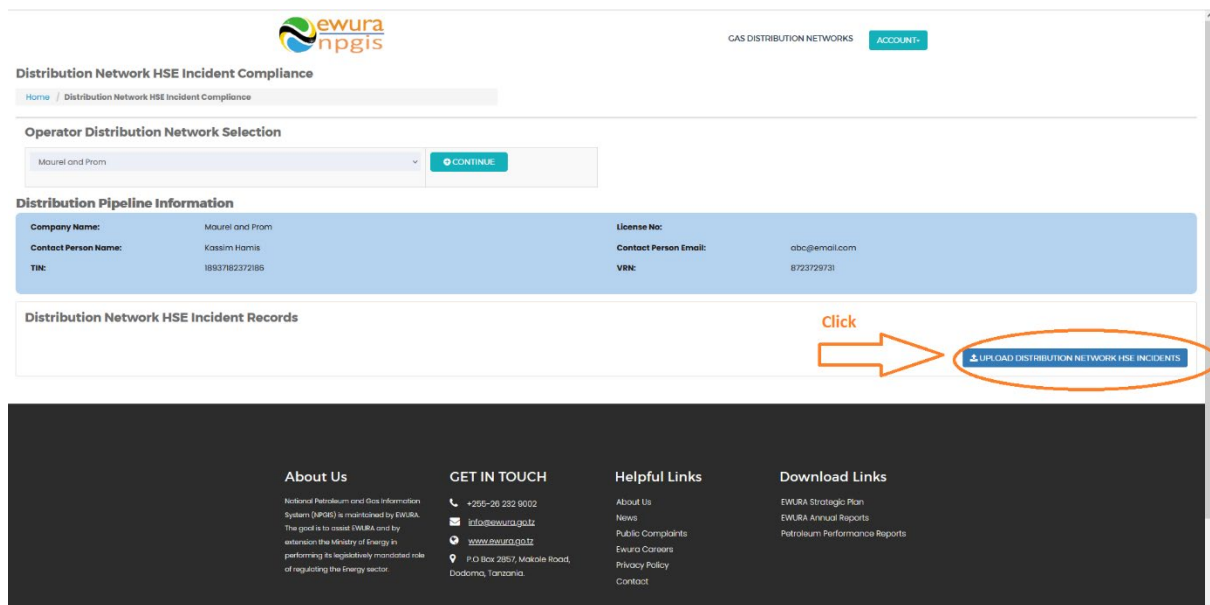 ewura
npgis
GAS DISTRIBUTION NETWORKS
ACCOUNT
Distribution Network HSE Incident Compliance
Home / Distribution Network HSE Incident Compliance
Operator Distribution Network Selection
Maurel and Prom
CONTINUE
Distribution Pipeline Information
Company Name: Maurel and Prom License No:
Contact Person Name: Kassim Hamis Contact Person Email: abc@email.com
TIN: 18937182372186 VRN: 8723729731
Distribution Network HSE Incident Records
Click
UPLOAD DISTRIBUTION NETWORK HSE INCIDENTS
About Us
National Petroleum and Gas Information
System (NPGIS) is maintained by EWURA.
The goal is to assist EWURA and by
extension the Ministry of Energy in
performing its legislatively mandated role
of regulating the Energy sector.
GET IN TOUCH
+255-26 232 9002
info@ewura.go.tz
www.ewura.go.tz
P.O Box 2857, Makole Road,
Dodoma, Tanzania.
Helpful Links
About Us
News
Public Complaints
Ewura Careers
Privacy Policy
Contact
Download Links
EWURA Strategic Plan
EWURA Annual Reports
Petroleum Performance Reports